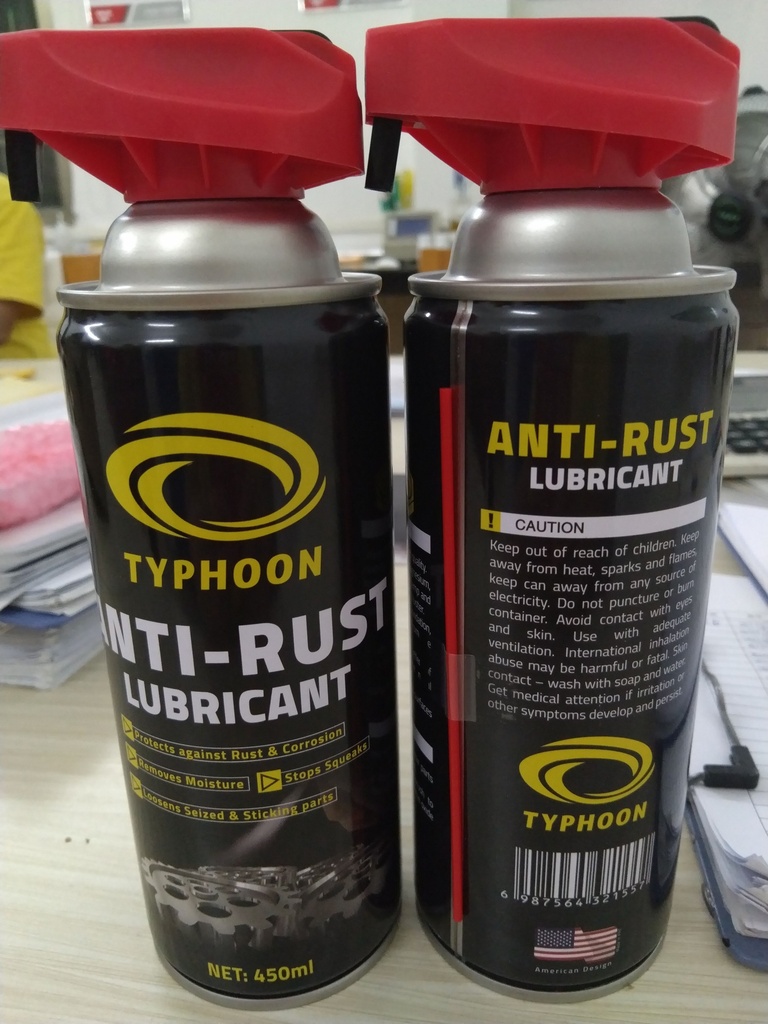 TYPHOON
ANTI-RUST
LUBRICANT
Protects against Rust & Corrosion
Removes Moisture
Stops Squeaks
Loosens Seized & Sticking parts
NET: 450ml
ANTI-RUST
LUBRICANT
! CAUTION
Keep out of reach of children. Keep
away from heat, sparks and flames,
keep can away from any source of
electricity. Do not puncture or burn
container. Avoid contact with eyes
and skin. Use with adequate
ventilation. International inhalation
abuse may be harmful or fatal. Skin
contact – wash with soap and water.
Get medical attention if irritation or
other symptoms develop and persist.
TYPHOON
6 987564 321557
American Design